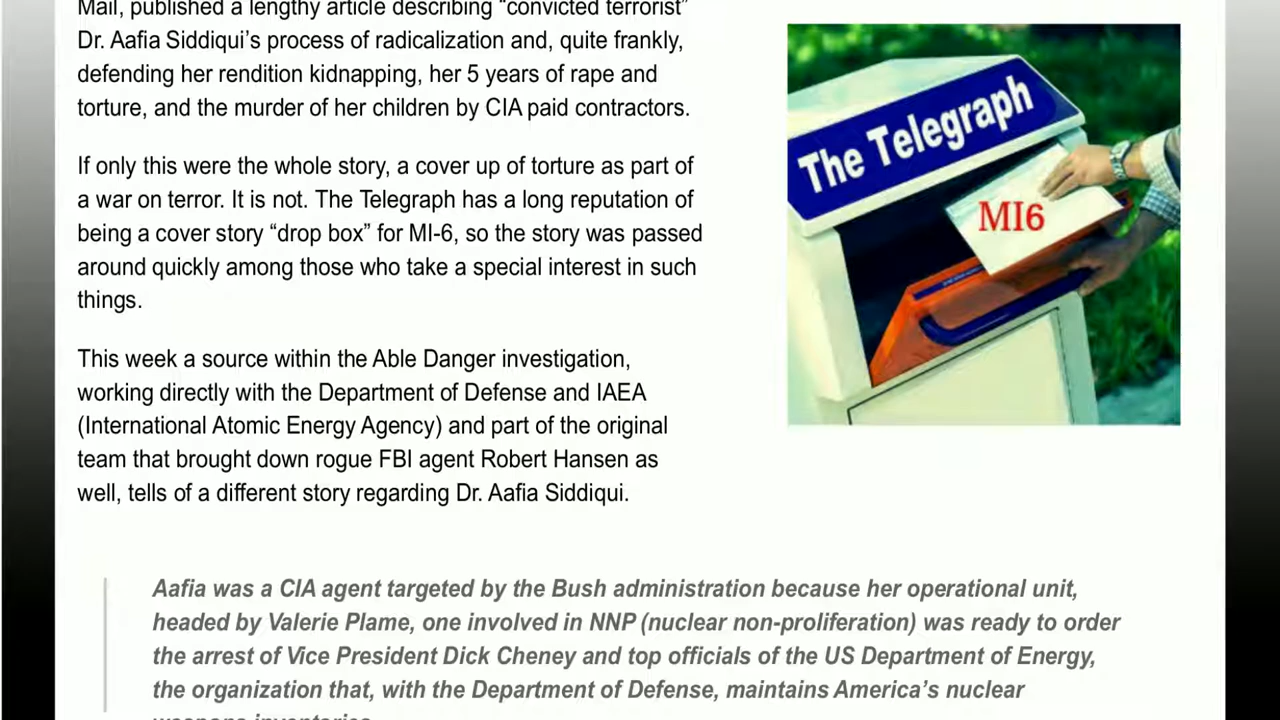 Mail, published a lengthy article describing “convicted terrorist”
Dr. Aafia Siddiqui’s process of radicalization and, quite frankly,
defending her rendition kidnapping, her 5 years of rape and
torture, and the murder of her children by CIA paid contractors.
If only this were the whole story, a cover up of torture as part of
a war on terror. It is not. The Telegraph has a long reputation of
being a cover story “drop box” for MI-6, so the story was passed
around quickly among those who take a special interest in such
things.
This week a source within the Able Danger investigation,
working directly with the Department of Defense and IAEA
(International Atomic Energy Agency) and part of the original
team that brought down rogue FBI agent Robert Hansen as
well, tells of a different story regarding Dr. Aafia Siddiqui.
The Telegraph
MI6
Aafia was a CIA agent targeted by the Bush administration because her operational unit,
headed by Valerie Plame, one involved in NNP (nuclear non-proliferation) was ready to order
the arrest of Vice President Dick Cheney and top officials of the US Department of Energy,
the organization that, with the Department of Defense, maintains America’s nuclear